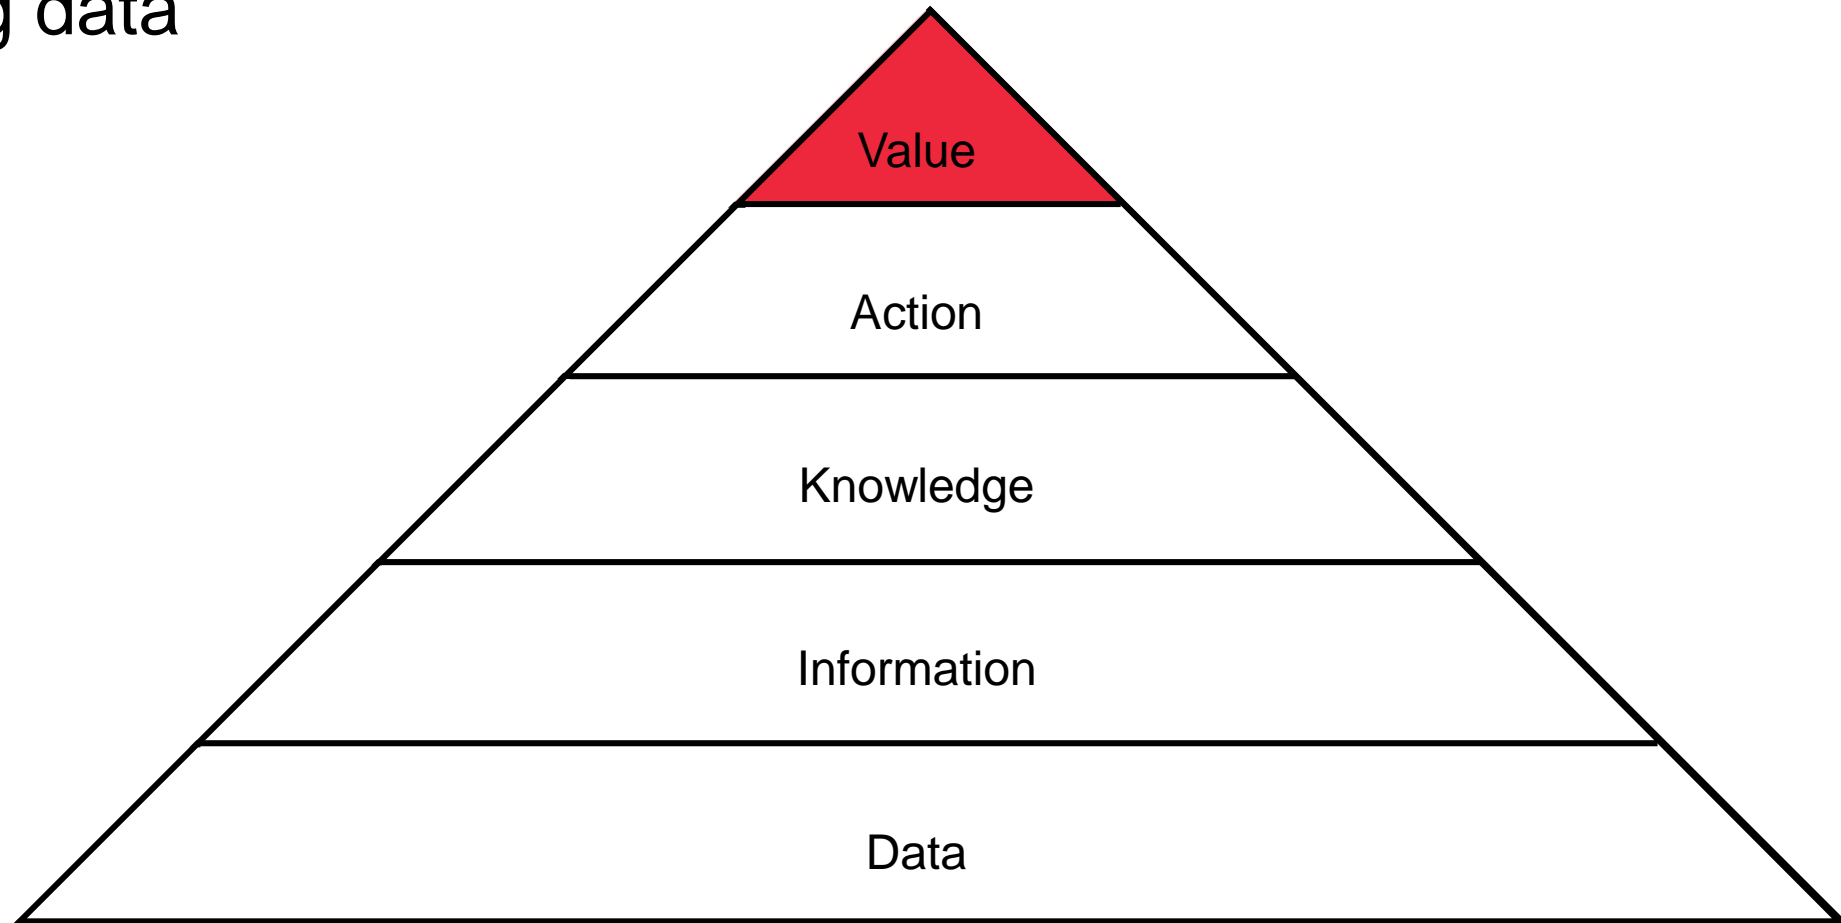 g data
Value
Action
Knowledge
Information
Data